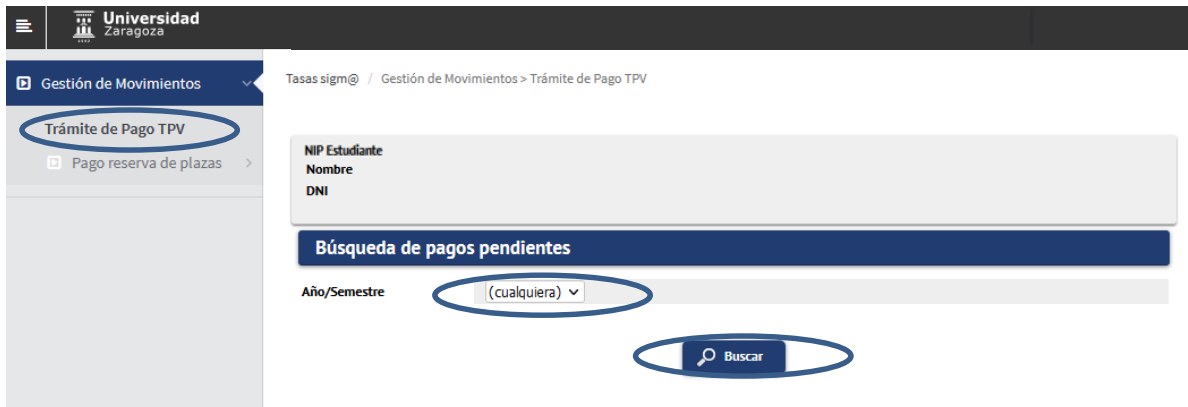 Universidad
Zaragoza
1542
Gestión de Movimientos
Tasas sigm@ / Gestión de Movimientos > Trámite de Pago TPV
Trámite de Pago TPV
Pago reserva de plazas
NIP Estudiante
Nombre
DNI
Búsqueda de pagos pendientes
Año/Semestre
(cualquiera)
Buscar